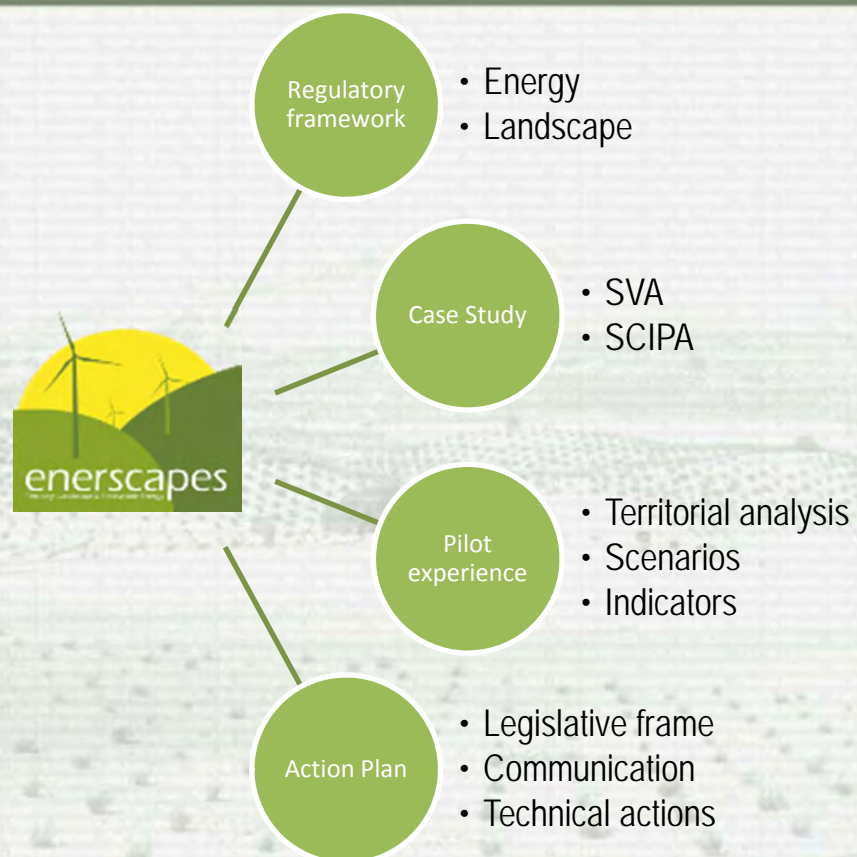 Regulatory
framework
• Energy
• Landscape
Case Study
• SVA
• SCIPA
enerscapes
Pilot
experience
• Territorial analysis
• Scenarios
• Indicators
Action Plan
• Legislative frame
• Communication
• Technical actions